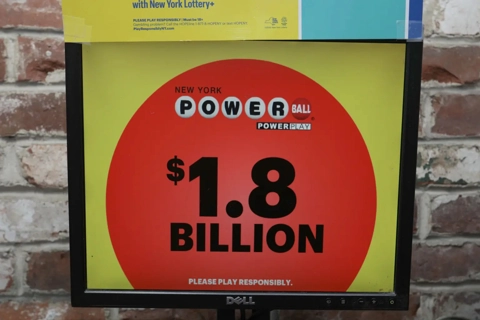 with New York Lottery+
PLEASE PLAY RESPONSIBLY.
NEW YORK
POWERBALL
POWER PLAY
$1.8
BILLION
PLEASE PLAY RESPONSIBLY.
DELL